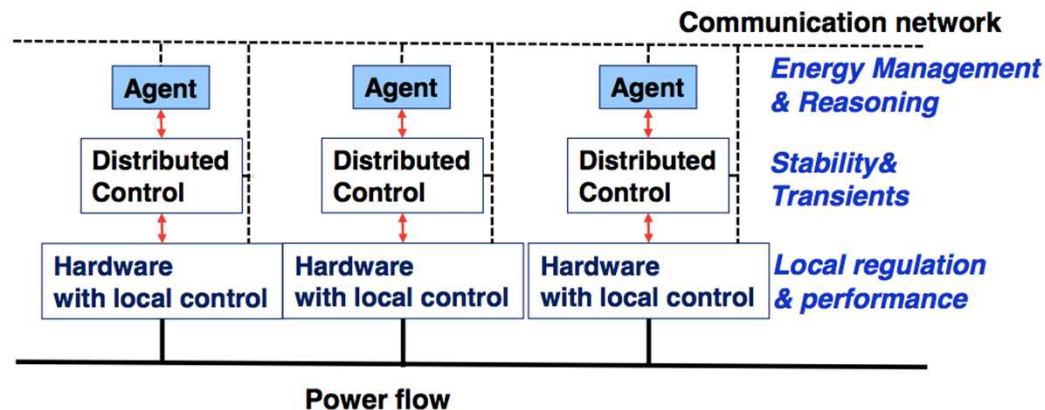 Communication network
Agent
Agent
Agent
Energy Management
& Reasoning
Distributed
Control
Distributed
Control
Distributed
Control
Stability&
Transients
Hardware
with local control
Hardware
with local control
Hardware
with local control
Local regulation
& performance
Power flow